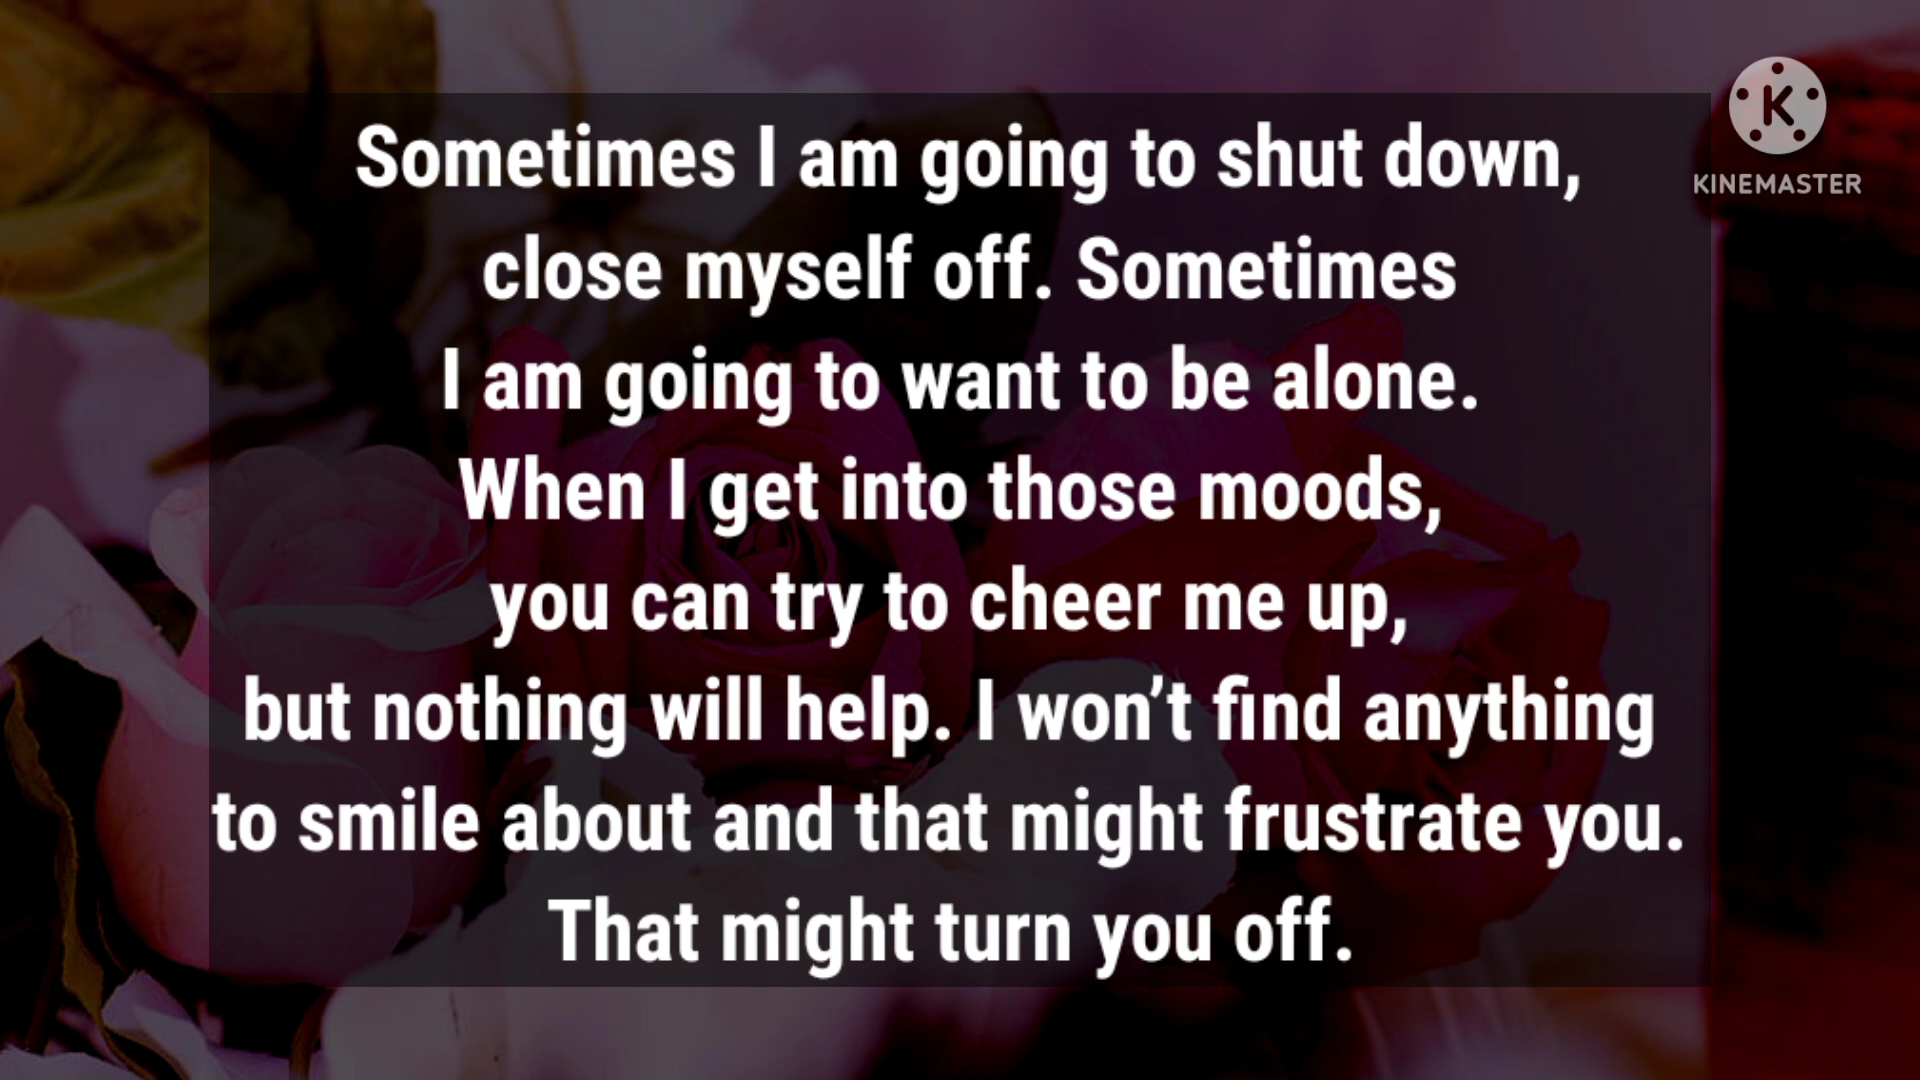 K
KINEMASTER
Sometimes I am going to shut down,
close myself off. Sometimes
I am going to want to be alone.
When I get into those moods,
you can try to cheer me up,
but nothing will help. I won’t find anything
to smile about and that might frustrate you.
That might turn you off.